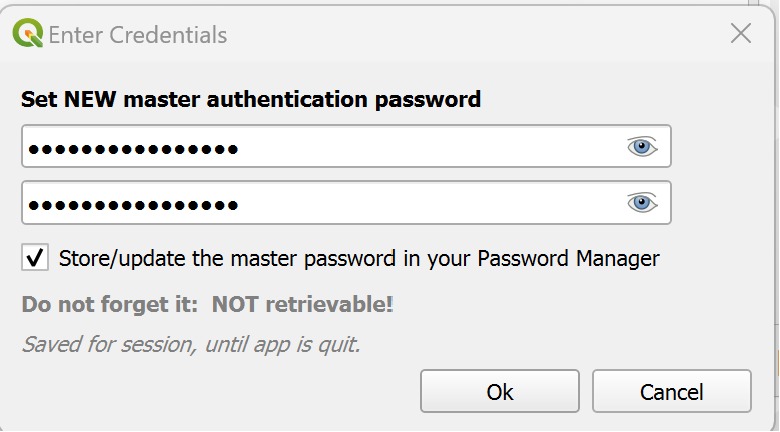 Enter Credentials
Set NEW master authentication password
••••••••••••••••
••••••••••••••••
Store/update the master password in your Password Manager
Do not forget it:  NOT retrievable!
Saved for session, until app is quit.
Ok Cancel